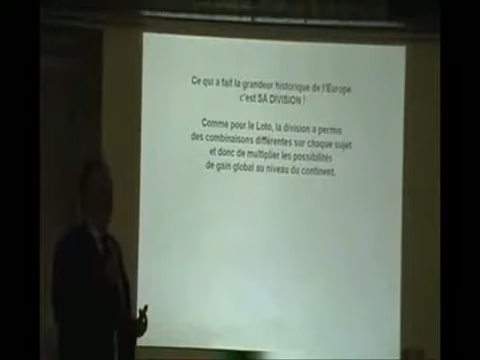 Ce qui a fait la grandeur historique de l'Europe
c'est SA DIVISION !
Comme pour le Loto, la division a permis
des combinaisons différentes sur chaque sujet
et donc de multiplier les possibilités
de gain global au niveau du continent.